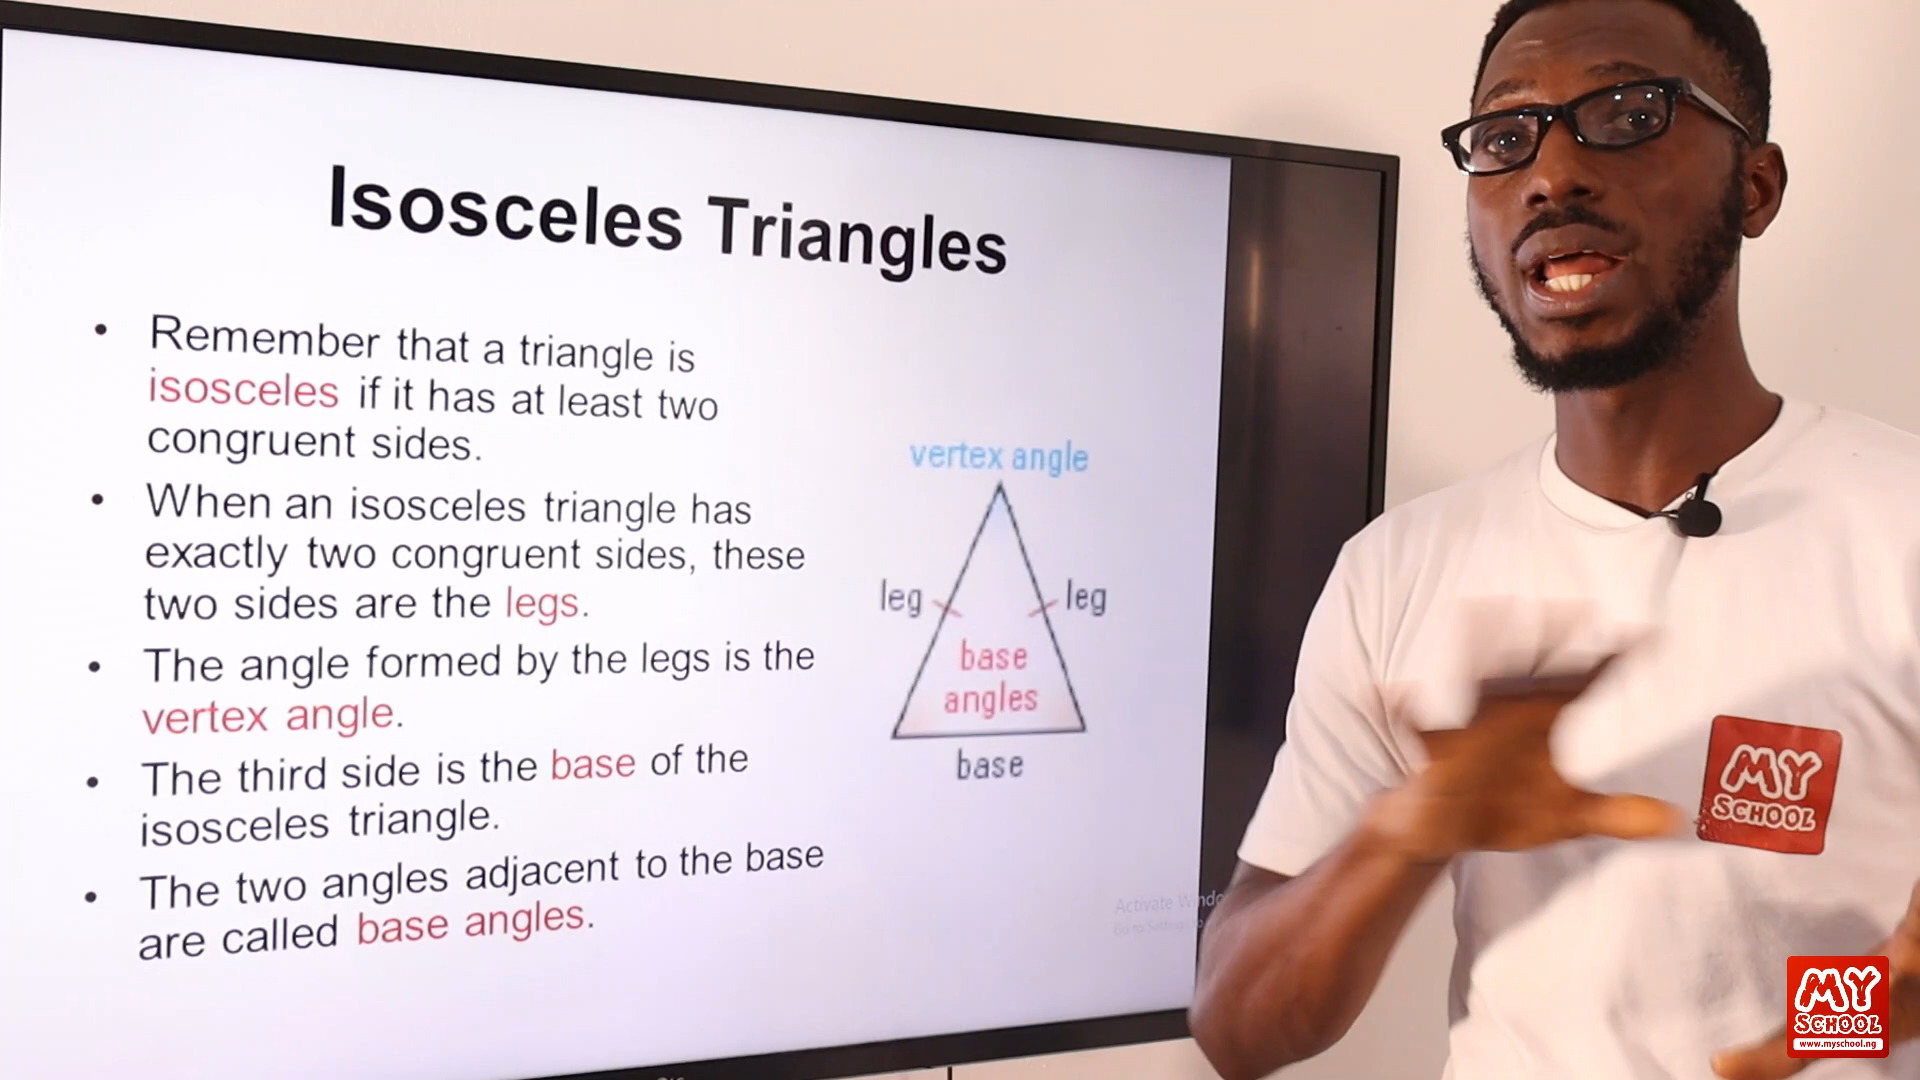 Isosceles Triangles
• Remember that a triangle is
isosceles if it has at least two
congruent sides.
• When an isosceles triangle has
exactly two congruent sides, these
two sides are the legs.
• The angle formed by the legs is the
vertex angle.
• The third side is the base of the
isosceles triangle.
• The two angles adjacent to the base
are called base angles.
vertex angle
leg
leg
base
angles
base
Activate Windo
MY
SCHOOL
MY
SCHOOL
www.myschool.ng